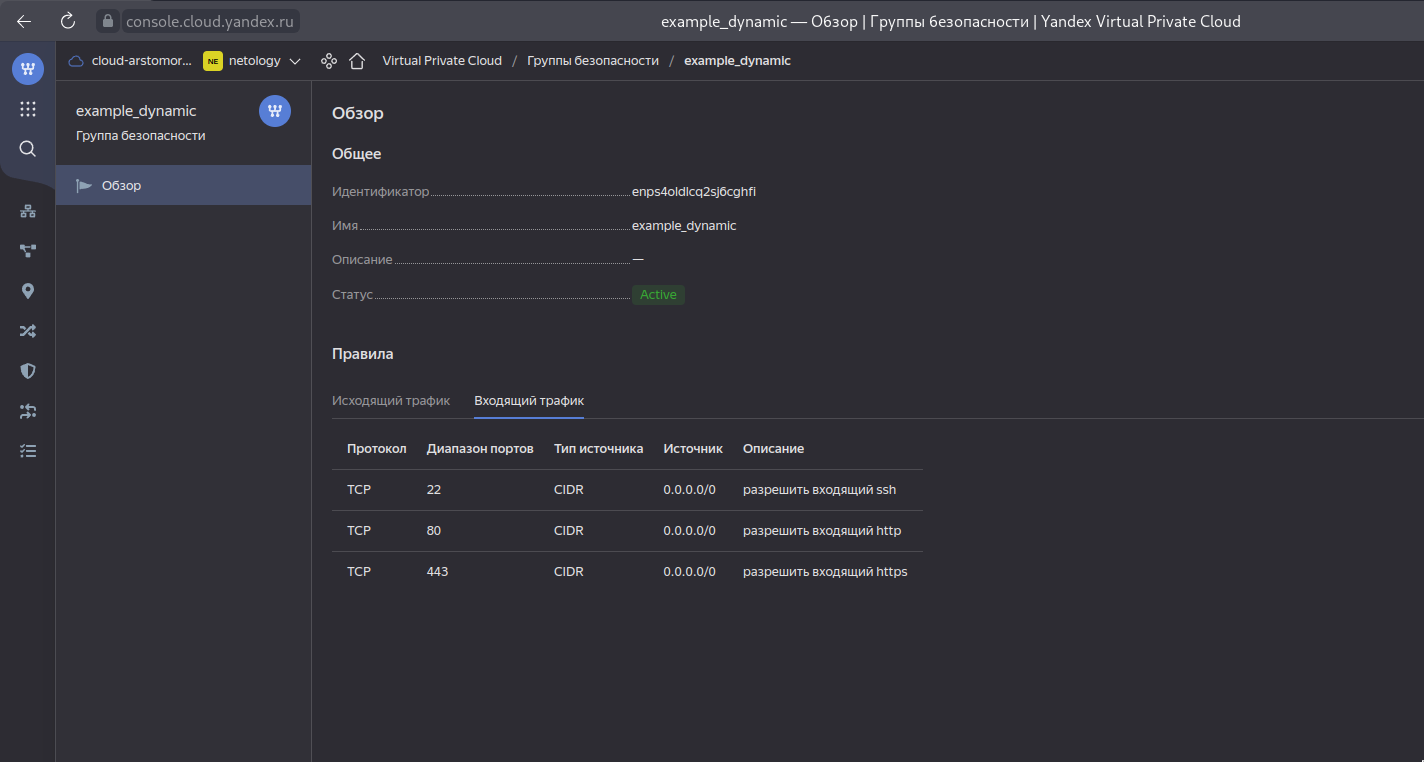 console.cloud.yandex.ru example_dynamic — Обзор | Группы безопасности | Yandex Virtual Private Cloud
cloud-arstomor... NE netology Virtual Private Cloud / Группы безопасности / example_dynamic
example_dynamic
Группа безопасности
Обзор
Обзор
Общее
Идентификатор enps4oldlcq2sj6cghfi
Имя example_dynamic
Описание —
Статус Active
Правила
Исходящий трафик Входящий трафик
Протокол Диапазон портов Тип источника Источник Описание
TCP 22 CIDR 0.0.0.0/0 разрешить входящий ssh
TCP 80 CIDR 0.0.0.0/0 разрешить входящий http
TCP 443 CIDR 0.0.0.0/0 разрешить входящий https